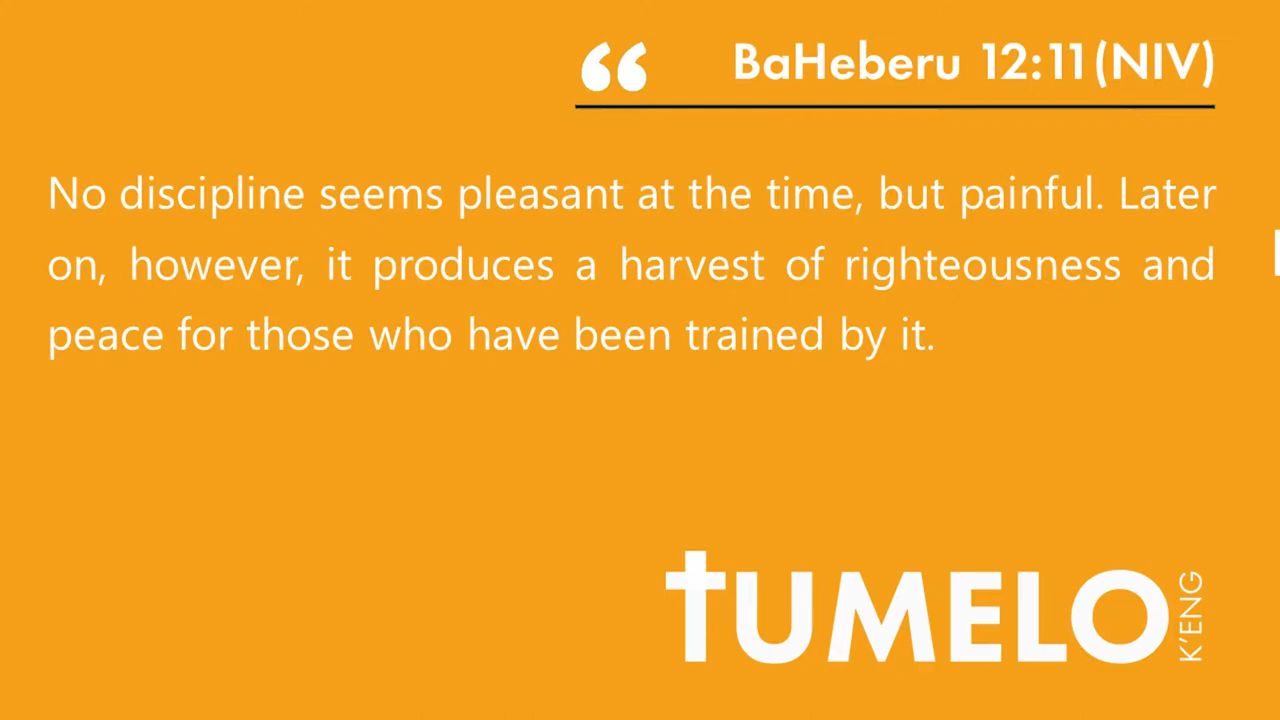 “ BaHeberu 12:11(NIV)
No discipline seems pleasant at the time, but painful. Later
on, however, it produces a harvest of righteousness and
peace for those who have been trained by it.
tUMELO
K’ENG